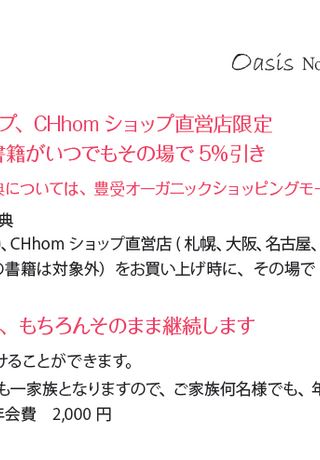 Oasis No
プ、CHhom ショップ直営店限定
書籍がいつでもその場で 5% 引き
典については、豊受オーガニックショッピングモー
典
、CHhom ショップ直営店 ( 札幌、大阪、名古屋、
の書籍は対象外）をお買い上げ時に、その場で
、もちろんそのまま継続します
けることができます。
も一家族となりますので、ご家族何名様でも、年
年会費　2,000 円